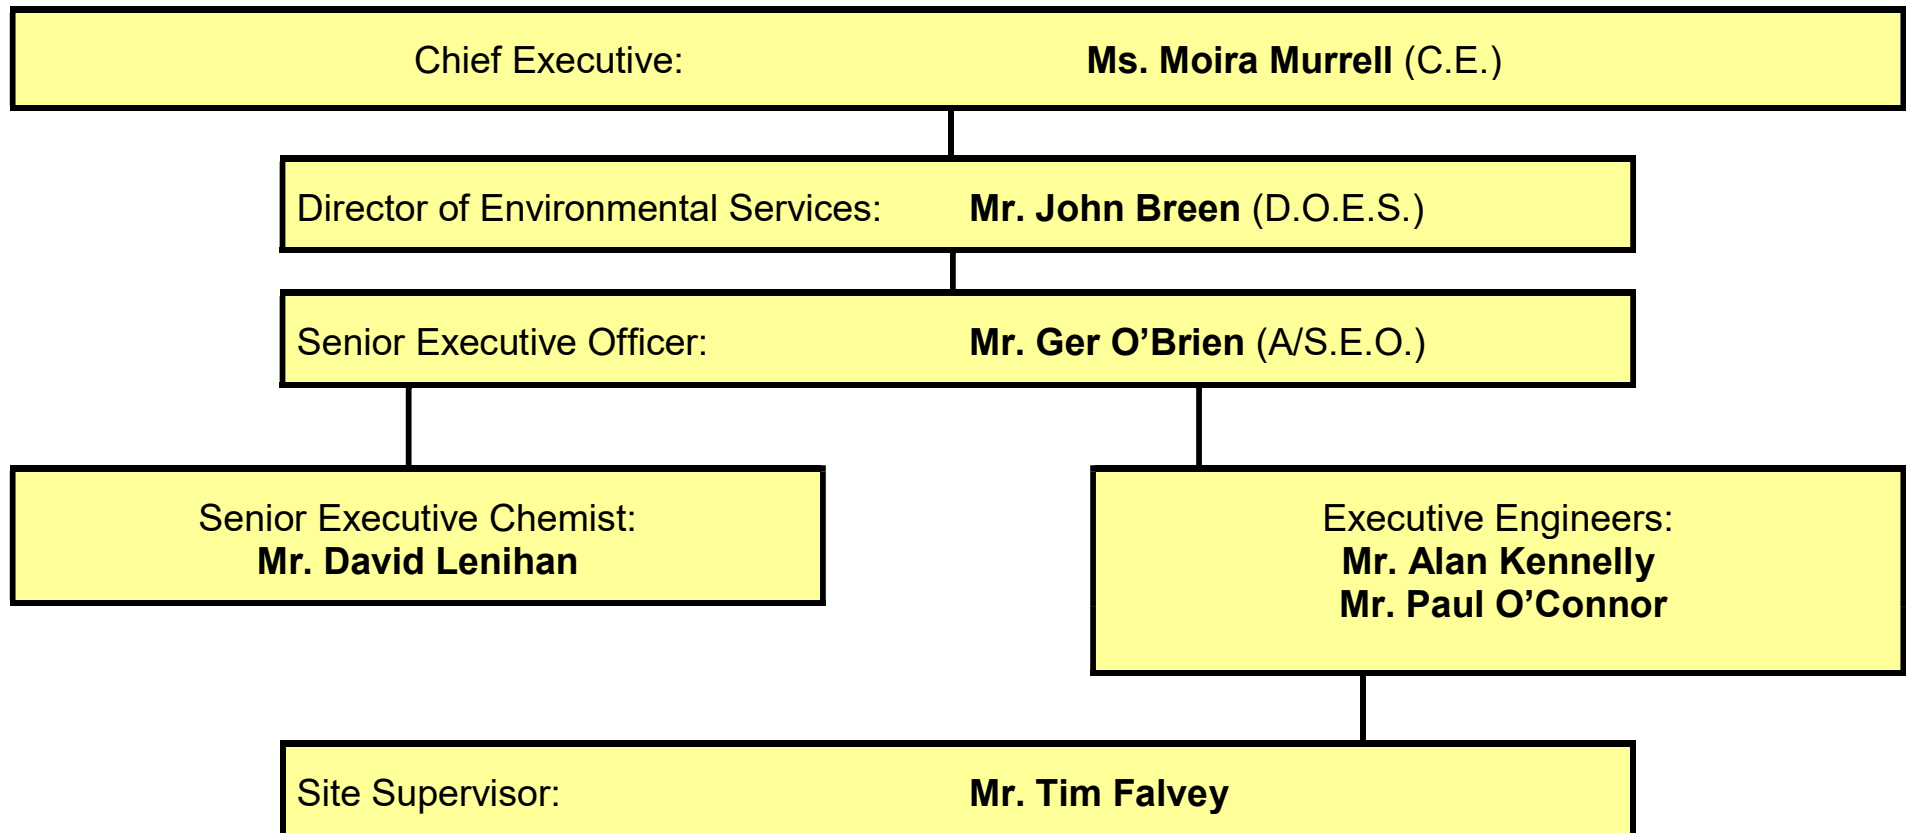 Chief Executive: Ms. Moira Murrell (C.E.)
Director of Environmental Services: Mr. John Breen (D.O.E.S.)
Senior Executive Officer: Mr. Ger O’Brien (A/S.E.O.)
Senior Executive Chemist:
Mr. David Lenihan
Executive Engineers:
Mr. Alan Kennelly
Mr. Paul O’Connor
Site Supervisor: Mr. Tim Falvey